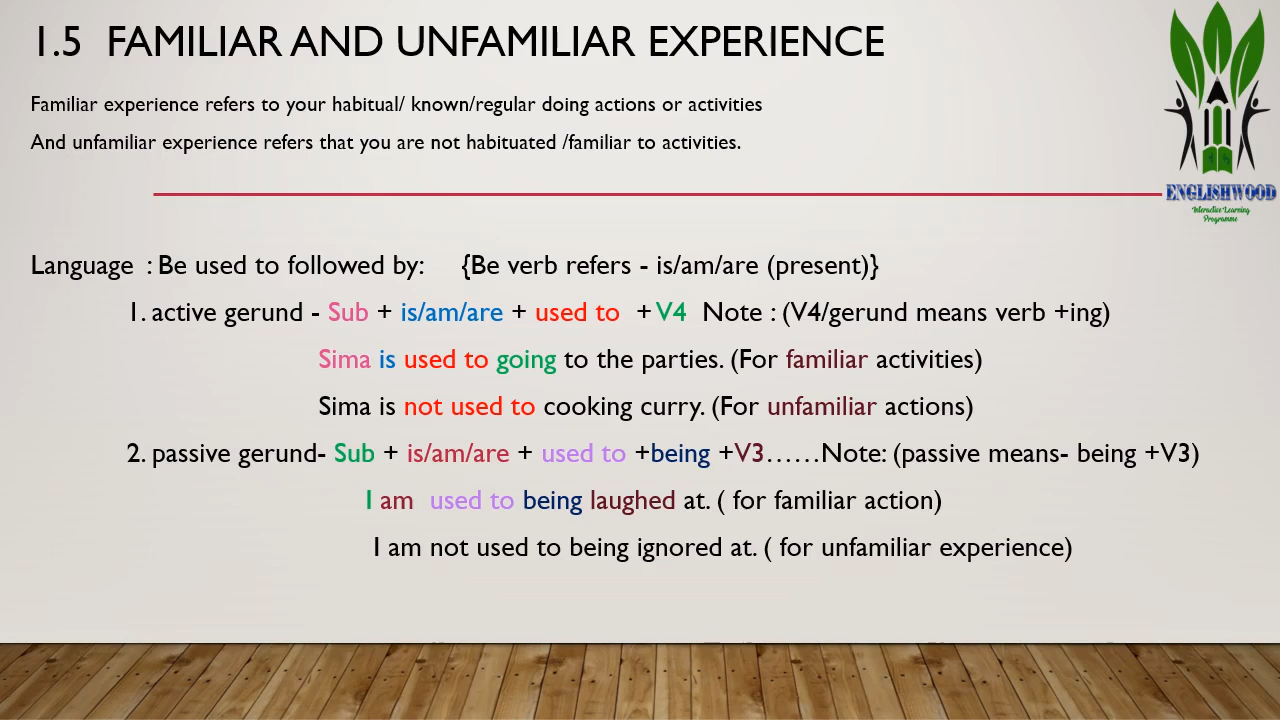 1.5 FAMILIAR AND UNFAMILIAR EXPERIENCE
Familiar experience refers to your habitual/ known/regular doing actions or activities
And unfamiliar experience refers that you are not habituated /familiar to activities.
ENGLISHWOOD
Interactive Learning
Programme
Language : Be used to followed by: {Be verb refers - is/am/are (present)}
1. active gerund - Sub + is/am/are + used to + V4 Note : (V4/gerund means verb +ing)
Sima is used to going to the parties. (For familiar activities)
Sima is not used to cooking curry. (For unfamiliar actions)
2. passive gerund- Sub + is/am/are + used to +being +V3......Note: (passive means- being +V3)
I am used to being laughed at. ( for familiar action)
I am not used to being ignored at. ( for unfamiliar experience)